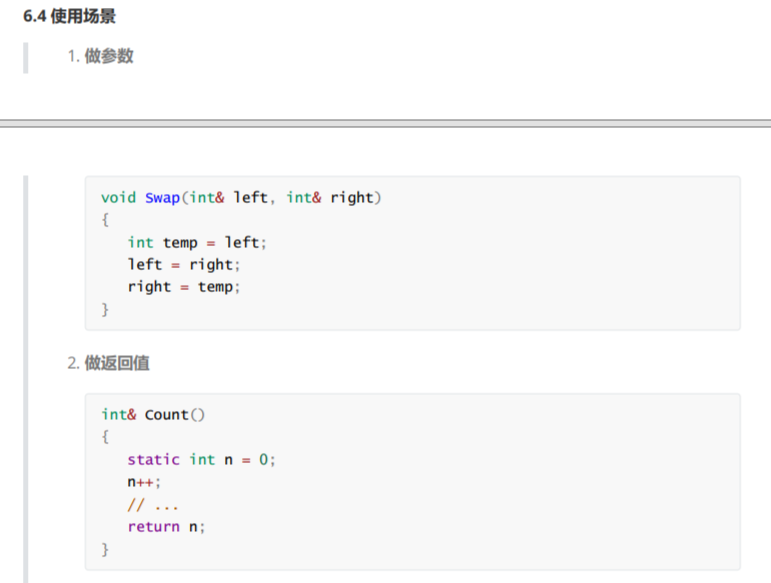 6.4 使用场景
1. 做参数
void Swap(int& left, int& right)
{
int temp = left;
left = right;
right = temp;
}
2. 做返回值
int& Count()
{
static int n = 0;
n++;
// ...
return n;
}